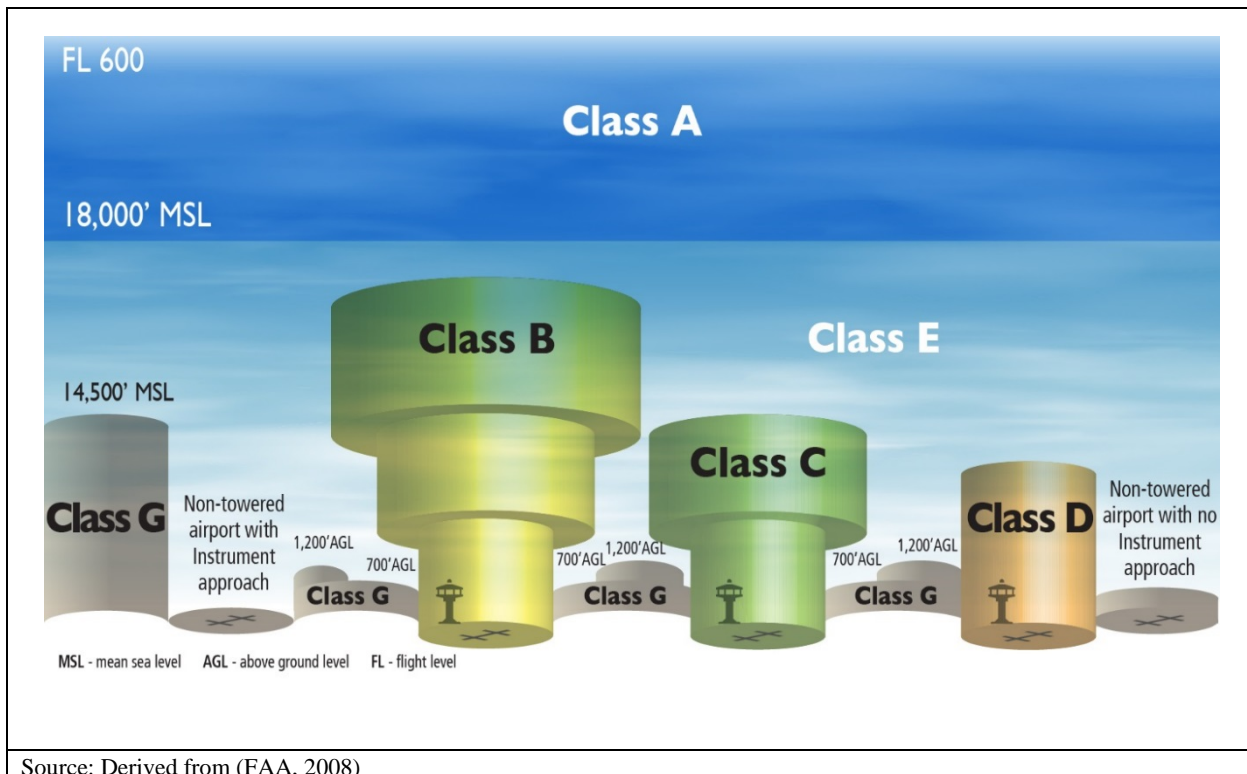 FL 600
Class A
18,000' MSL
Class B
Class E
14,500' MSL
Class C
Class G
Non-towered
airport with
Instrument
approach
1,200'AGL
700'AGL
Class G
700'AGL
1,200'AGL
Class G
700'AGL
1,200'AGL
Class G
Class D
Non-towered
airport with no
Instrument
approach
MSL - mean sea level AGL - above ground level FL - flight level
Source: Derived from (FAA, 2008)